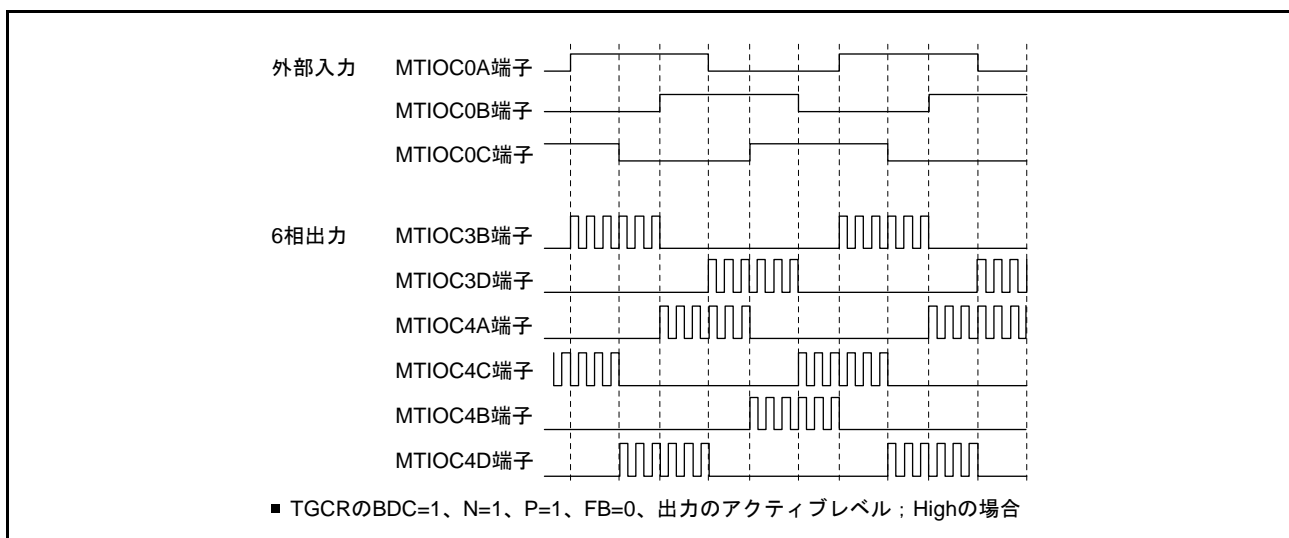 外部入力 MTIOC0A端子
MTIOC0B端子
MTIOC0C端子
6相出力 MTIOC3B端子
MTIOC3D端子
MTIOC4A端子
MTIOC4C端子
MTIOC4B端子
MTIOC4D端子
■ TGCRのBDC=1、N=1、P=1、FB=0、出力のアクティブレベル；Highの場合